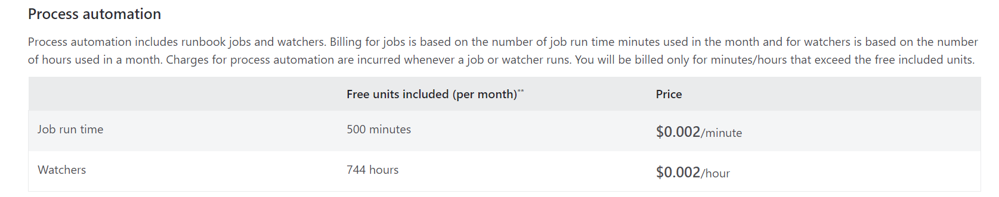 Process automation
Process automation includes runbook jobs and watchers. Billing for jobs is based on the number of job run time minutes used in the month and for watchers is based on the number
of hours used in a month. Charges for process automation are incurred whenever a job or watcher runs. You will be billed only for minutes/hours that exceed the free included units.
Free units included (per month)** Price
Job run time 500 minutes $0.002/minute
Watchers 744 hours $0.002/hour